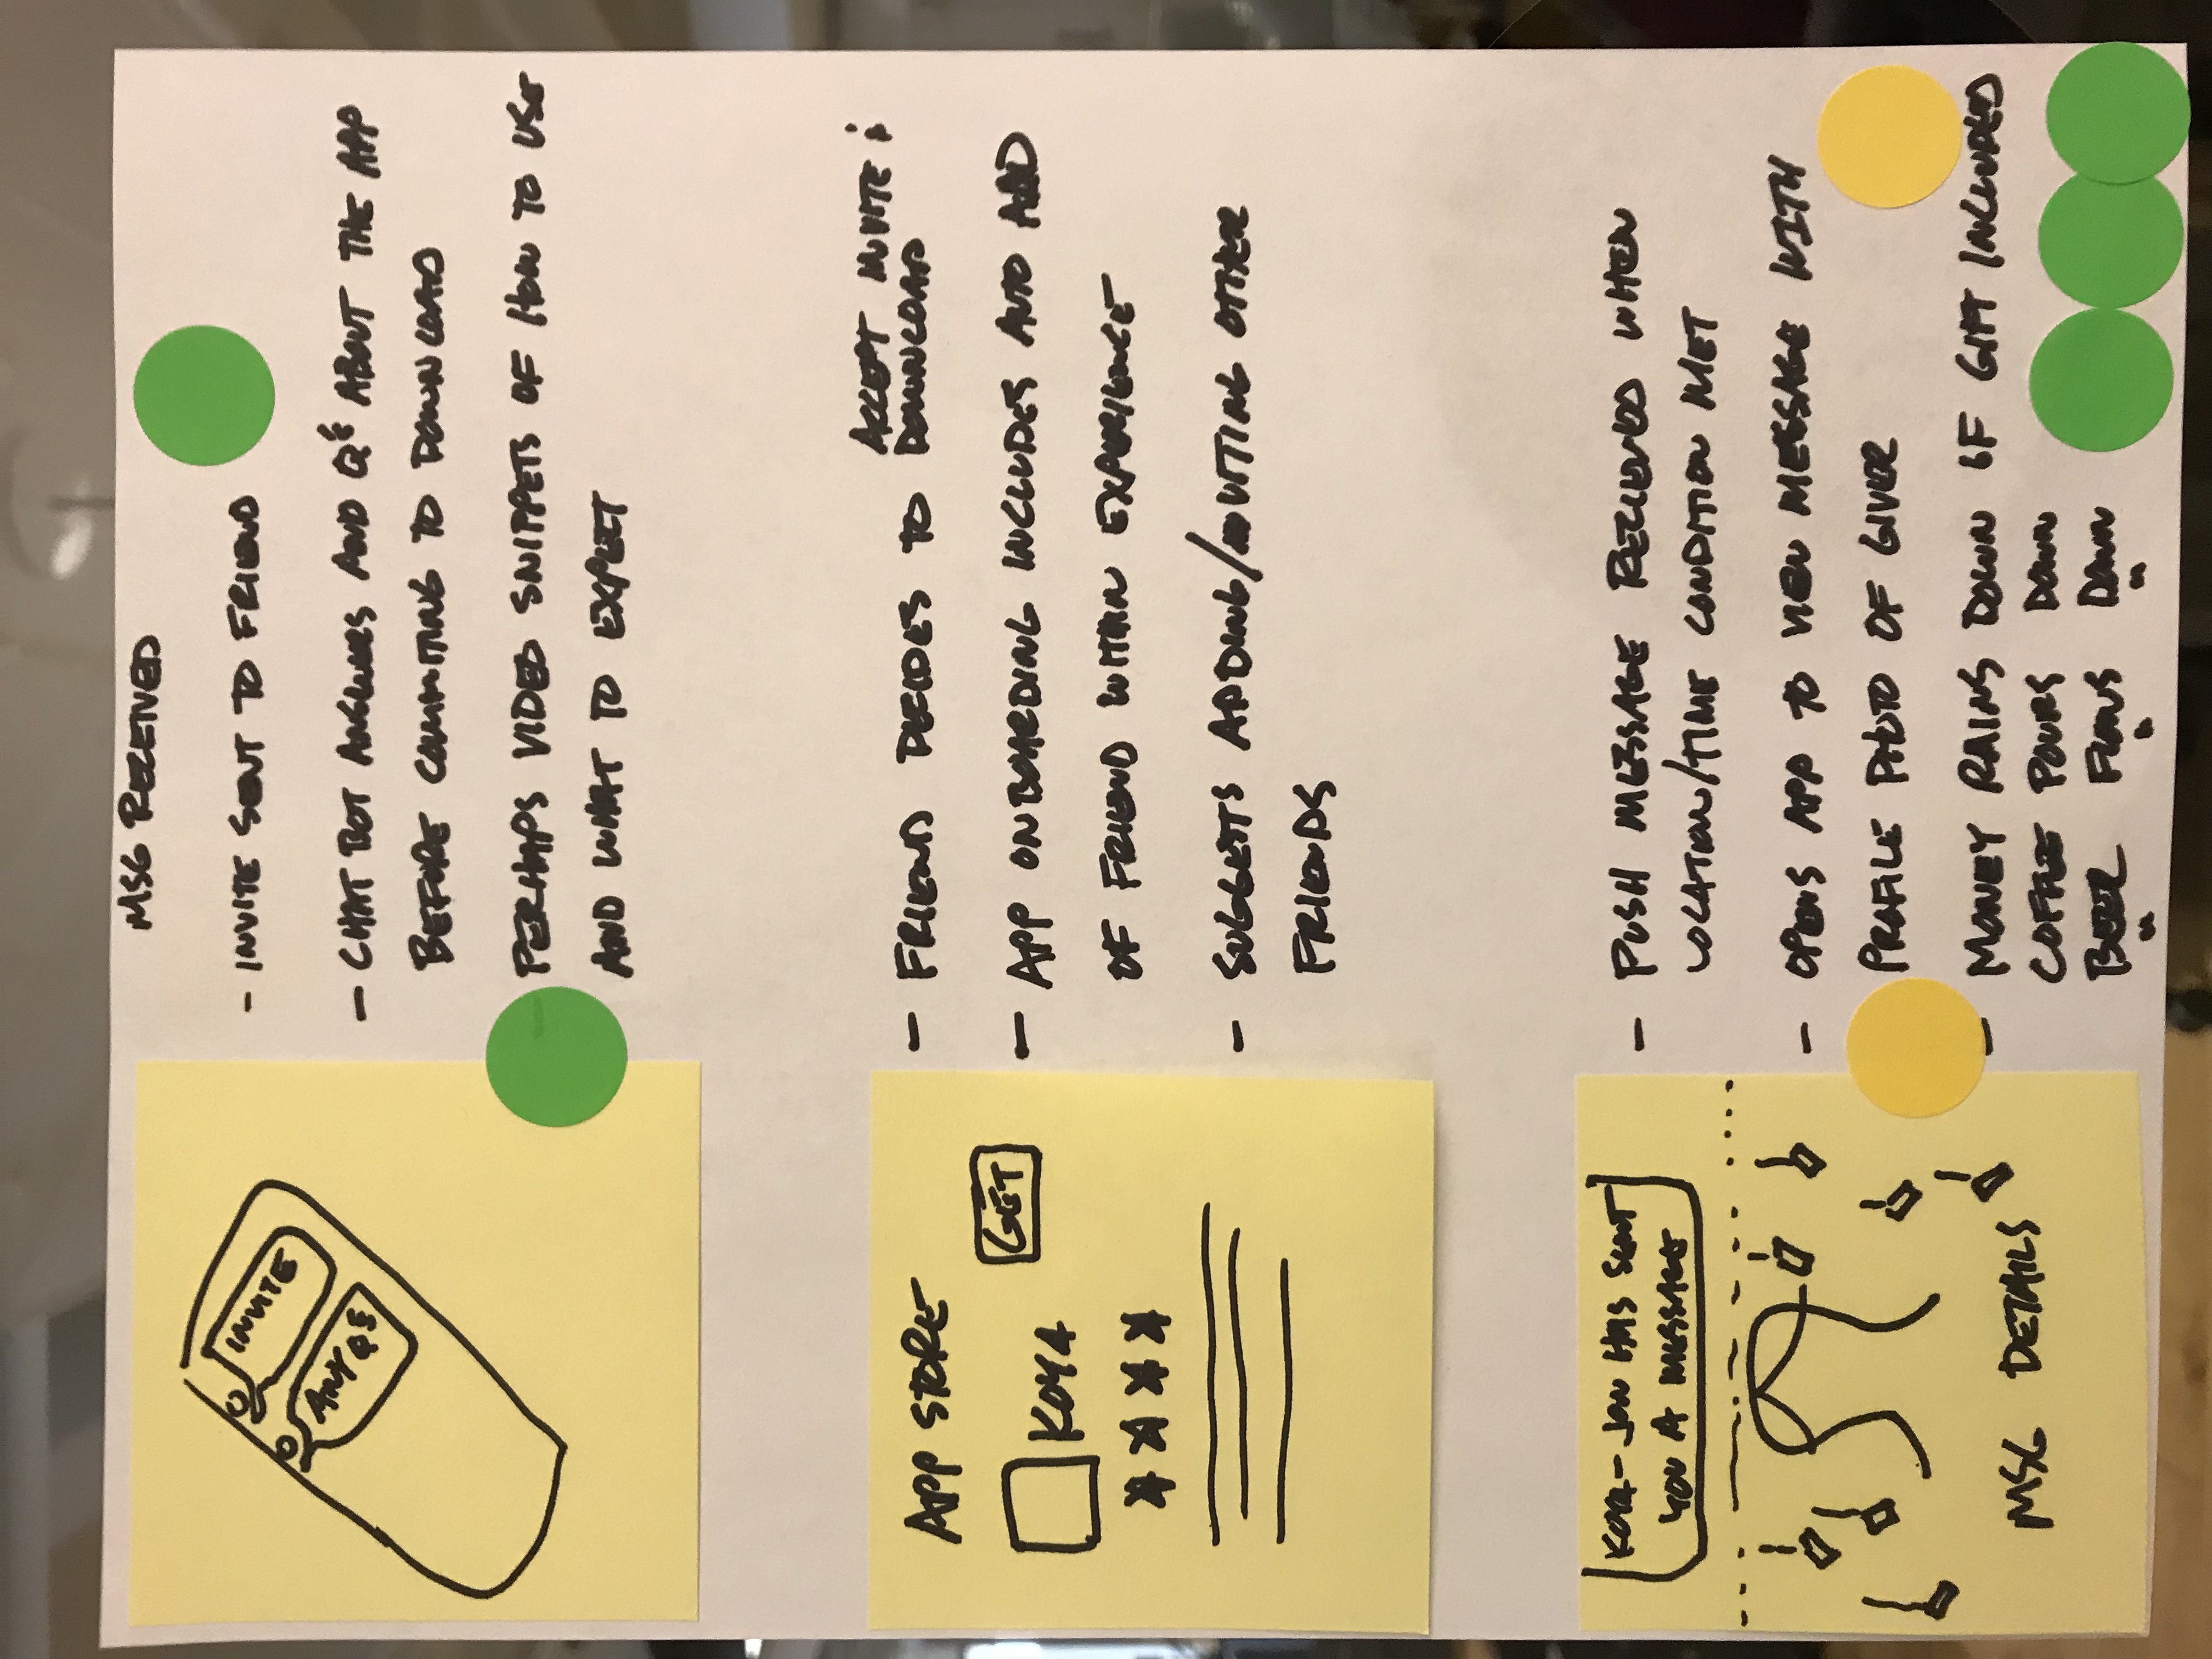 MSG RECEIVED
INVITE
ANY Q'S
- INVITE SENT TO FRIEND
- CHAT BOT ANSWERS AND Q'S ABOUT THE APP
BEFORE COMMITING TO DOWNLOAD
- PERHAPS VIDEO SNIPPETS OF HOW TO USE
AND WHAT TO EXPECT
APP STORE
GET
KOYA
ACCEPT INVITE &
- FRIEND DECIDES TO DOWNLOAD
- APP ONBOARDING INCLUDES AUTO ADD
OF FRIEND WITHIN EXPERIENCE
- SUGGESTS ADDING/INVITING OTHER
FRIENDS
KOYA- JON HAS SENT
YOU A MESSAGE
MSG DETAILS
- PUSH MESSAGE RECIEVED WHEN
LOCATION/TIME CONDITION MET
- OPENS APP TO VIEW MESSAGE WITH
PROFILE PHOTO OF GIVER
- MONEY RAINS DOWN IF GIFT INCLUDED
COFFEE POURS DOWN
BEER FLOWS DOWN
" " "